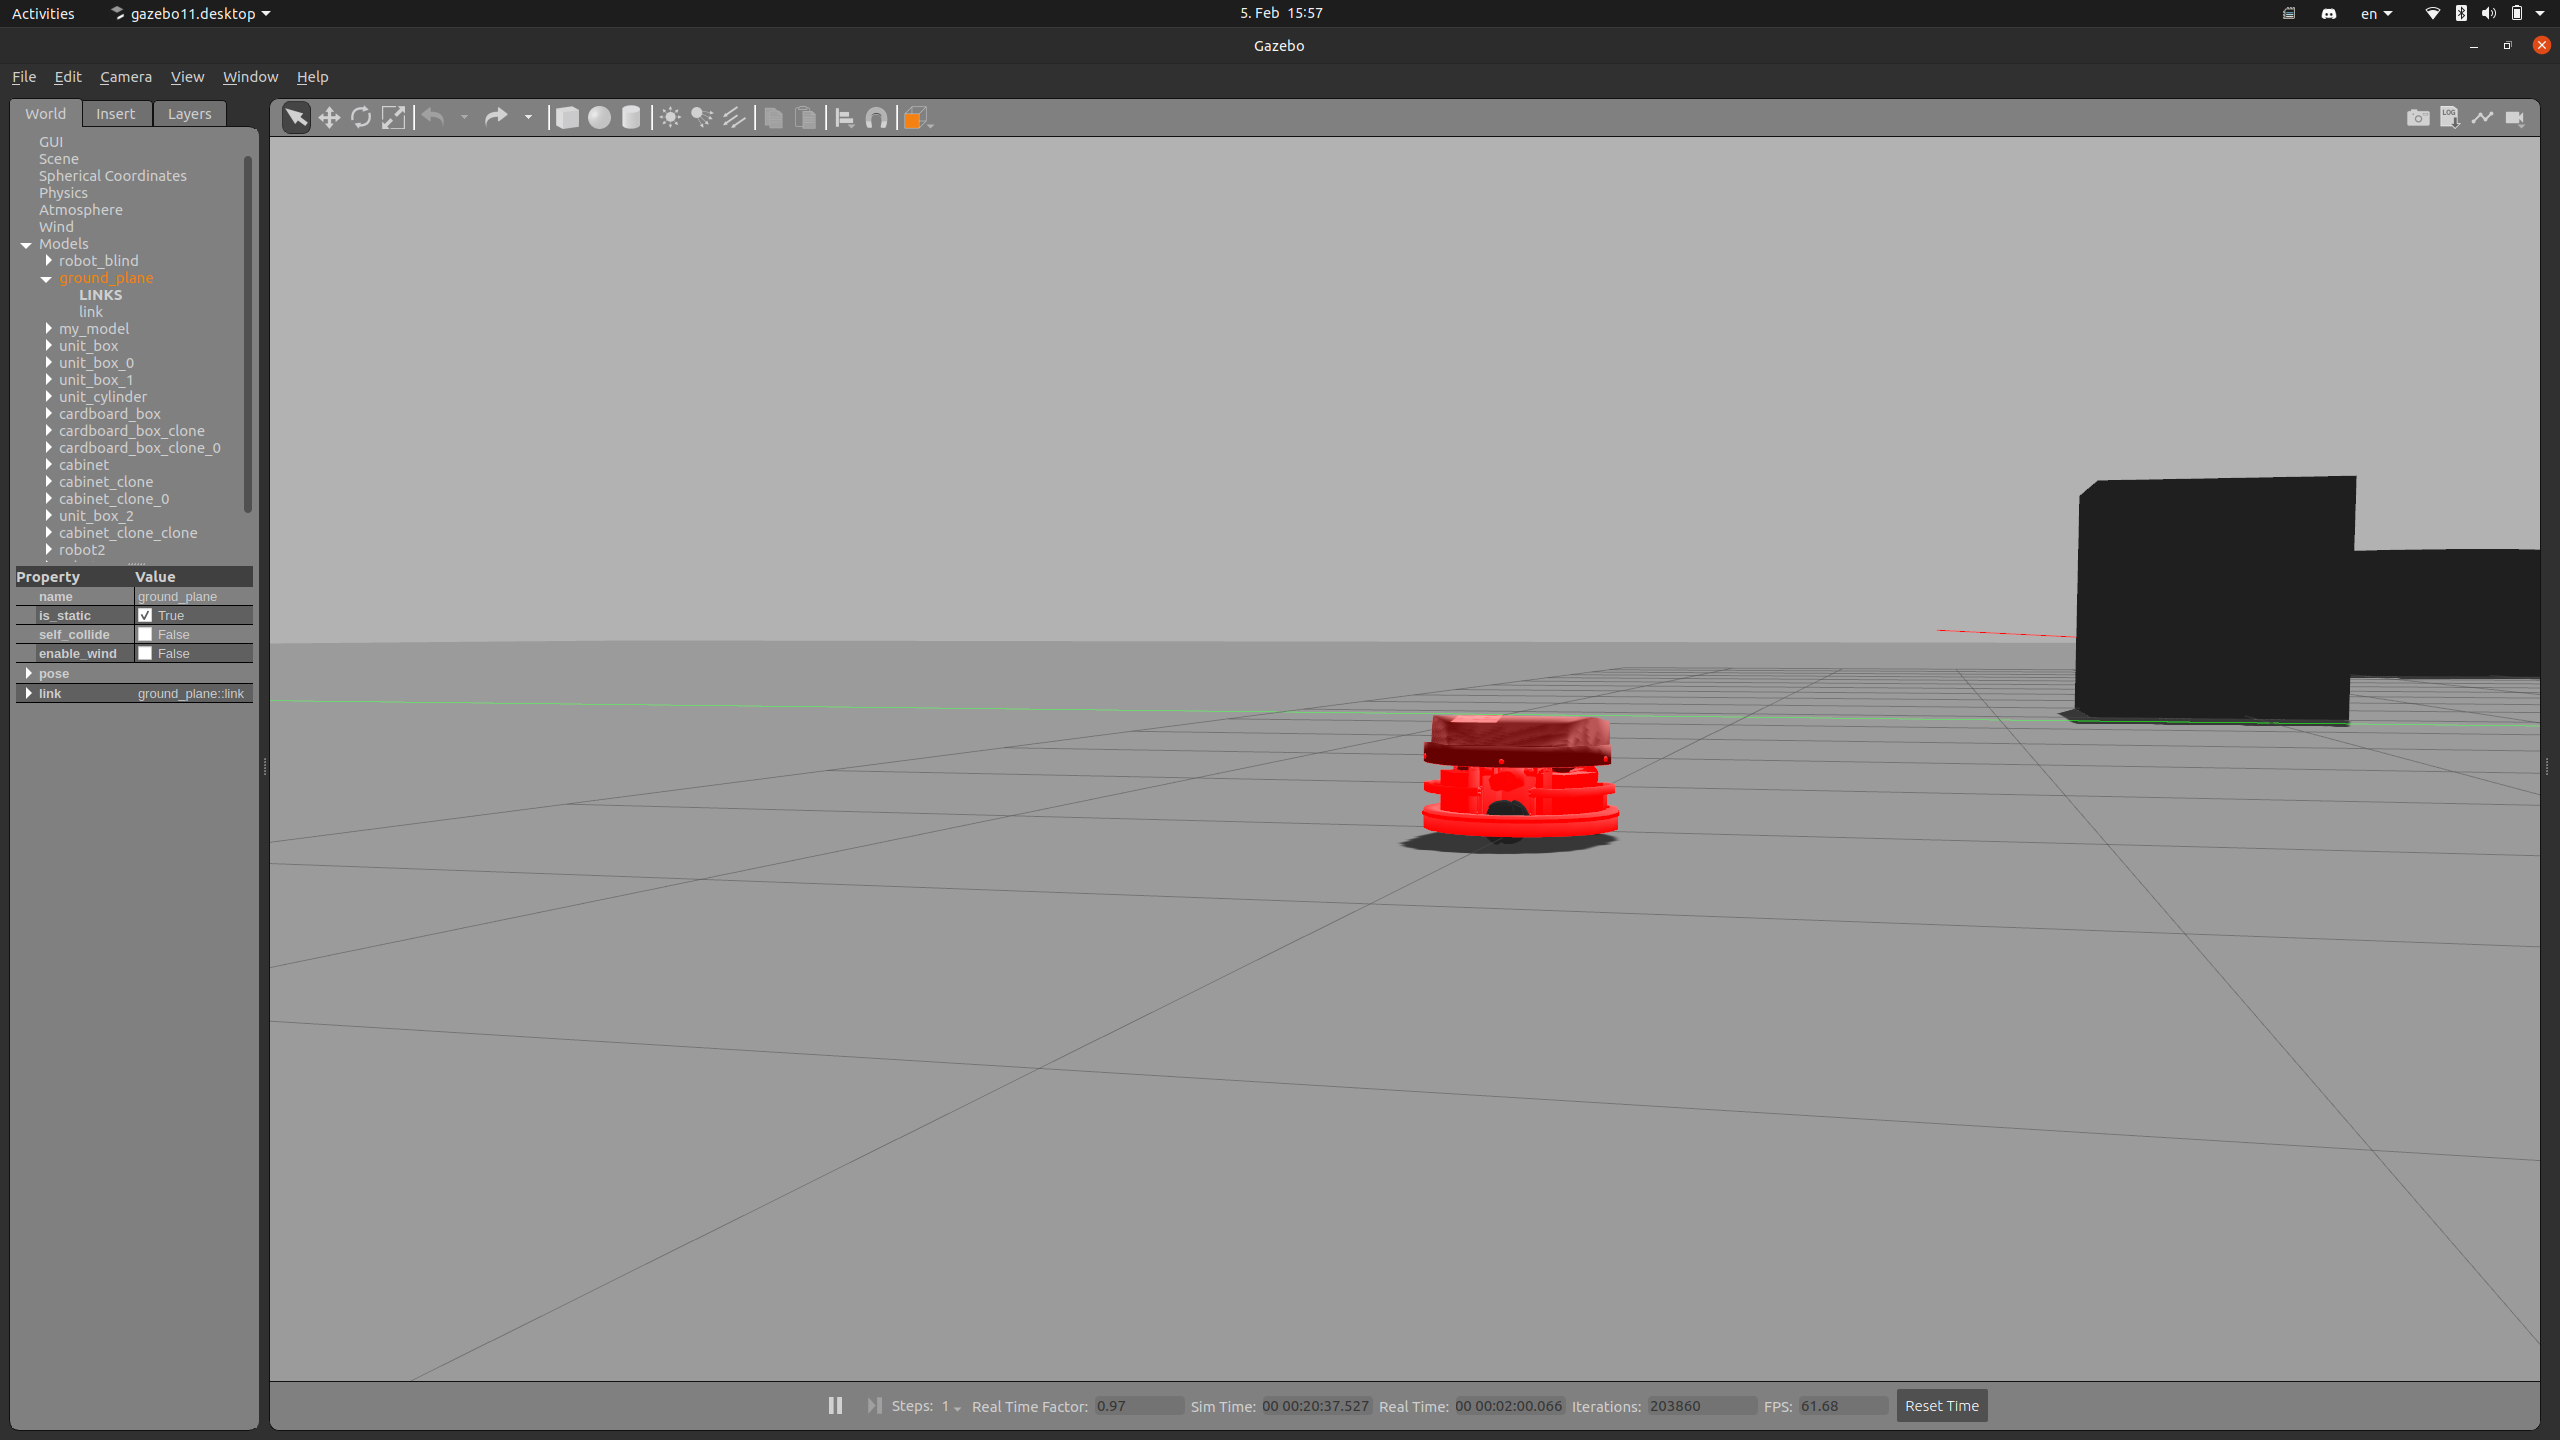 Activities gazebo11.desktop 5. Feb 15:57 en
Gazebo
File Edit Camera View Window Help
World Insert Layers
GUI
Scene
Spherical Coordinates
Physics
Atmosphere
Wind
Models
robot_blind
ground_plane
LINKS
link
my_model
unit_box
unit_box_0
unit_box_1
unit_cylinder
cardboard_box
cardboard_box_clone
cardboard_box_clone_0
cabinet
cabinet_clone
cabinet_clone_0
unit_box_2
cabinet_clone_clone
robot2
Property Value
name ground_plane
is_static True
self_collide False
enable_wind False
pose
link ground_plane::link
LOG
Steps: 1 Real Time Factor: 0.97 Sim Time: 00 00:20:37.527 Real Time: 00 00:02:00.066 Iterations: 203860 FPS: 61.68 Reset Time